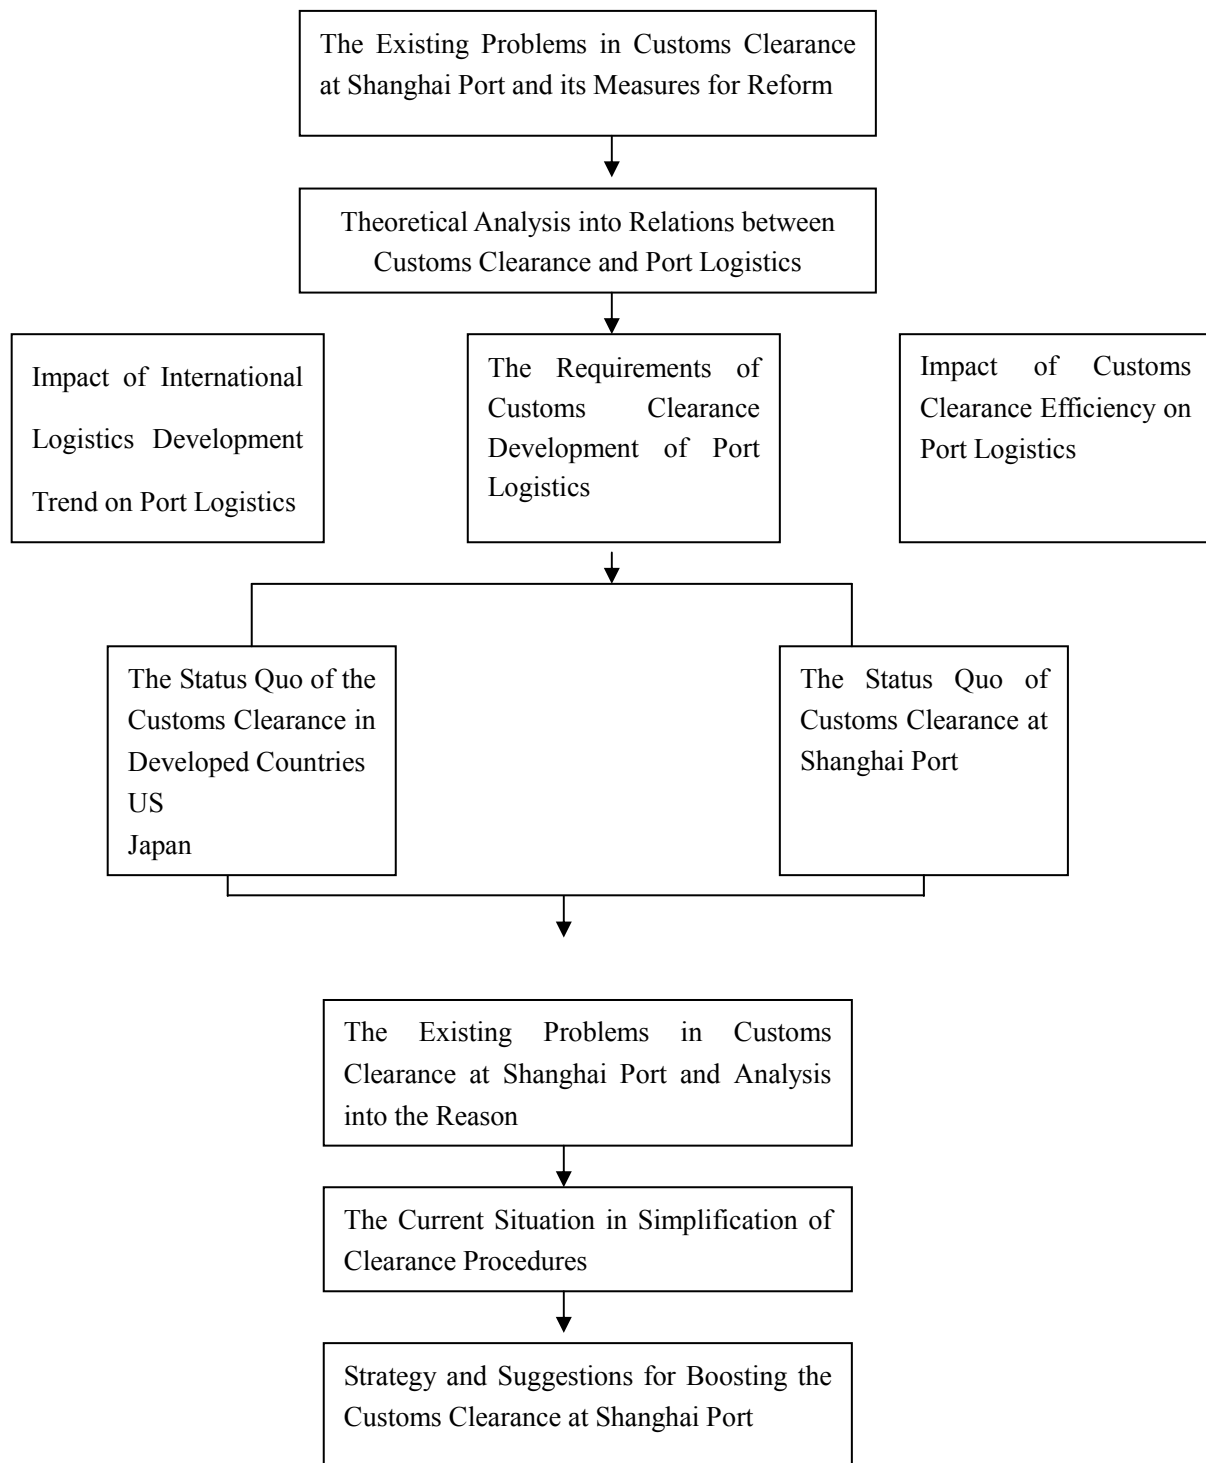 The Existing Problems in Customs Clearance
at Shanghai Port and its Measures for Reform
Theoretical Analysis into Relations between
Customs Clearance and Port Logistics
Impact of International
Logistics Development
Trend on Port Logistics
The Requirements of
Customs Clearance
Development of Port
Logistics
Impact of Customs
Clearance Efficiency on
Port Logistics
The Status Quo of the
Customs Clearance in
Developed Countries
US
Japan
The Status Quo of
Customs Clearance at
Shanghai Port
The Existing Problems in Customs
Clearance at Shanghai Port and Analysis
into the Reason
The Current Situation in Simplification of
Clearance Procedures
Strategy and Suggestions for Boosting the
Customs Clearance at Shanghai Port